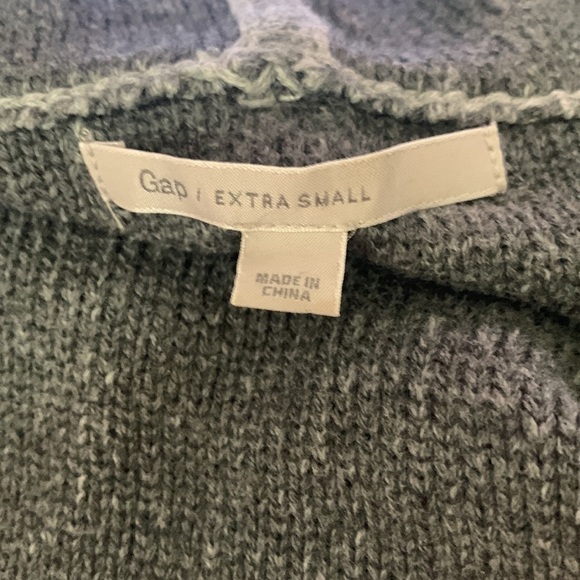 Gap | EXTRA SMALL
MADE IN
CHINA